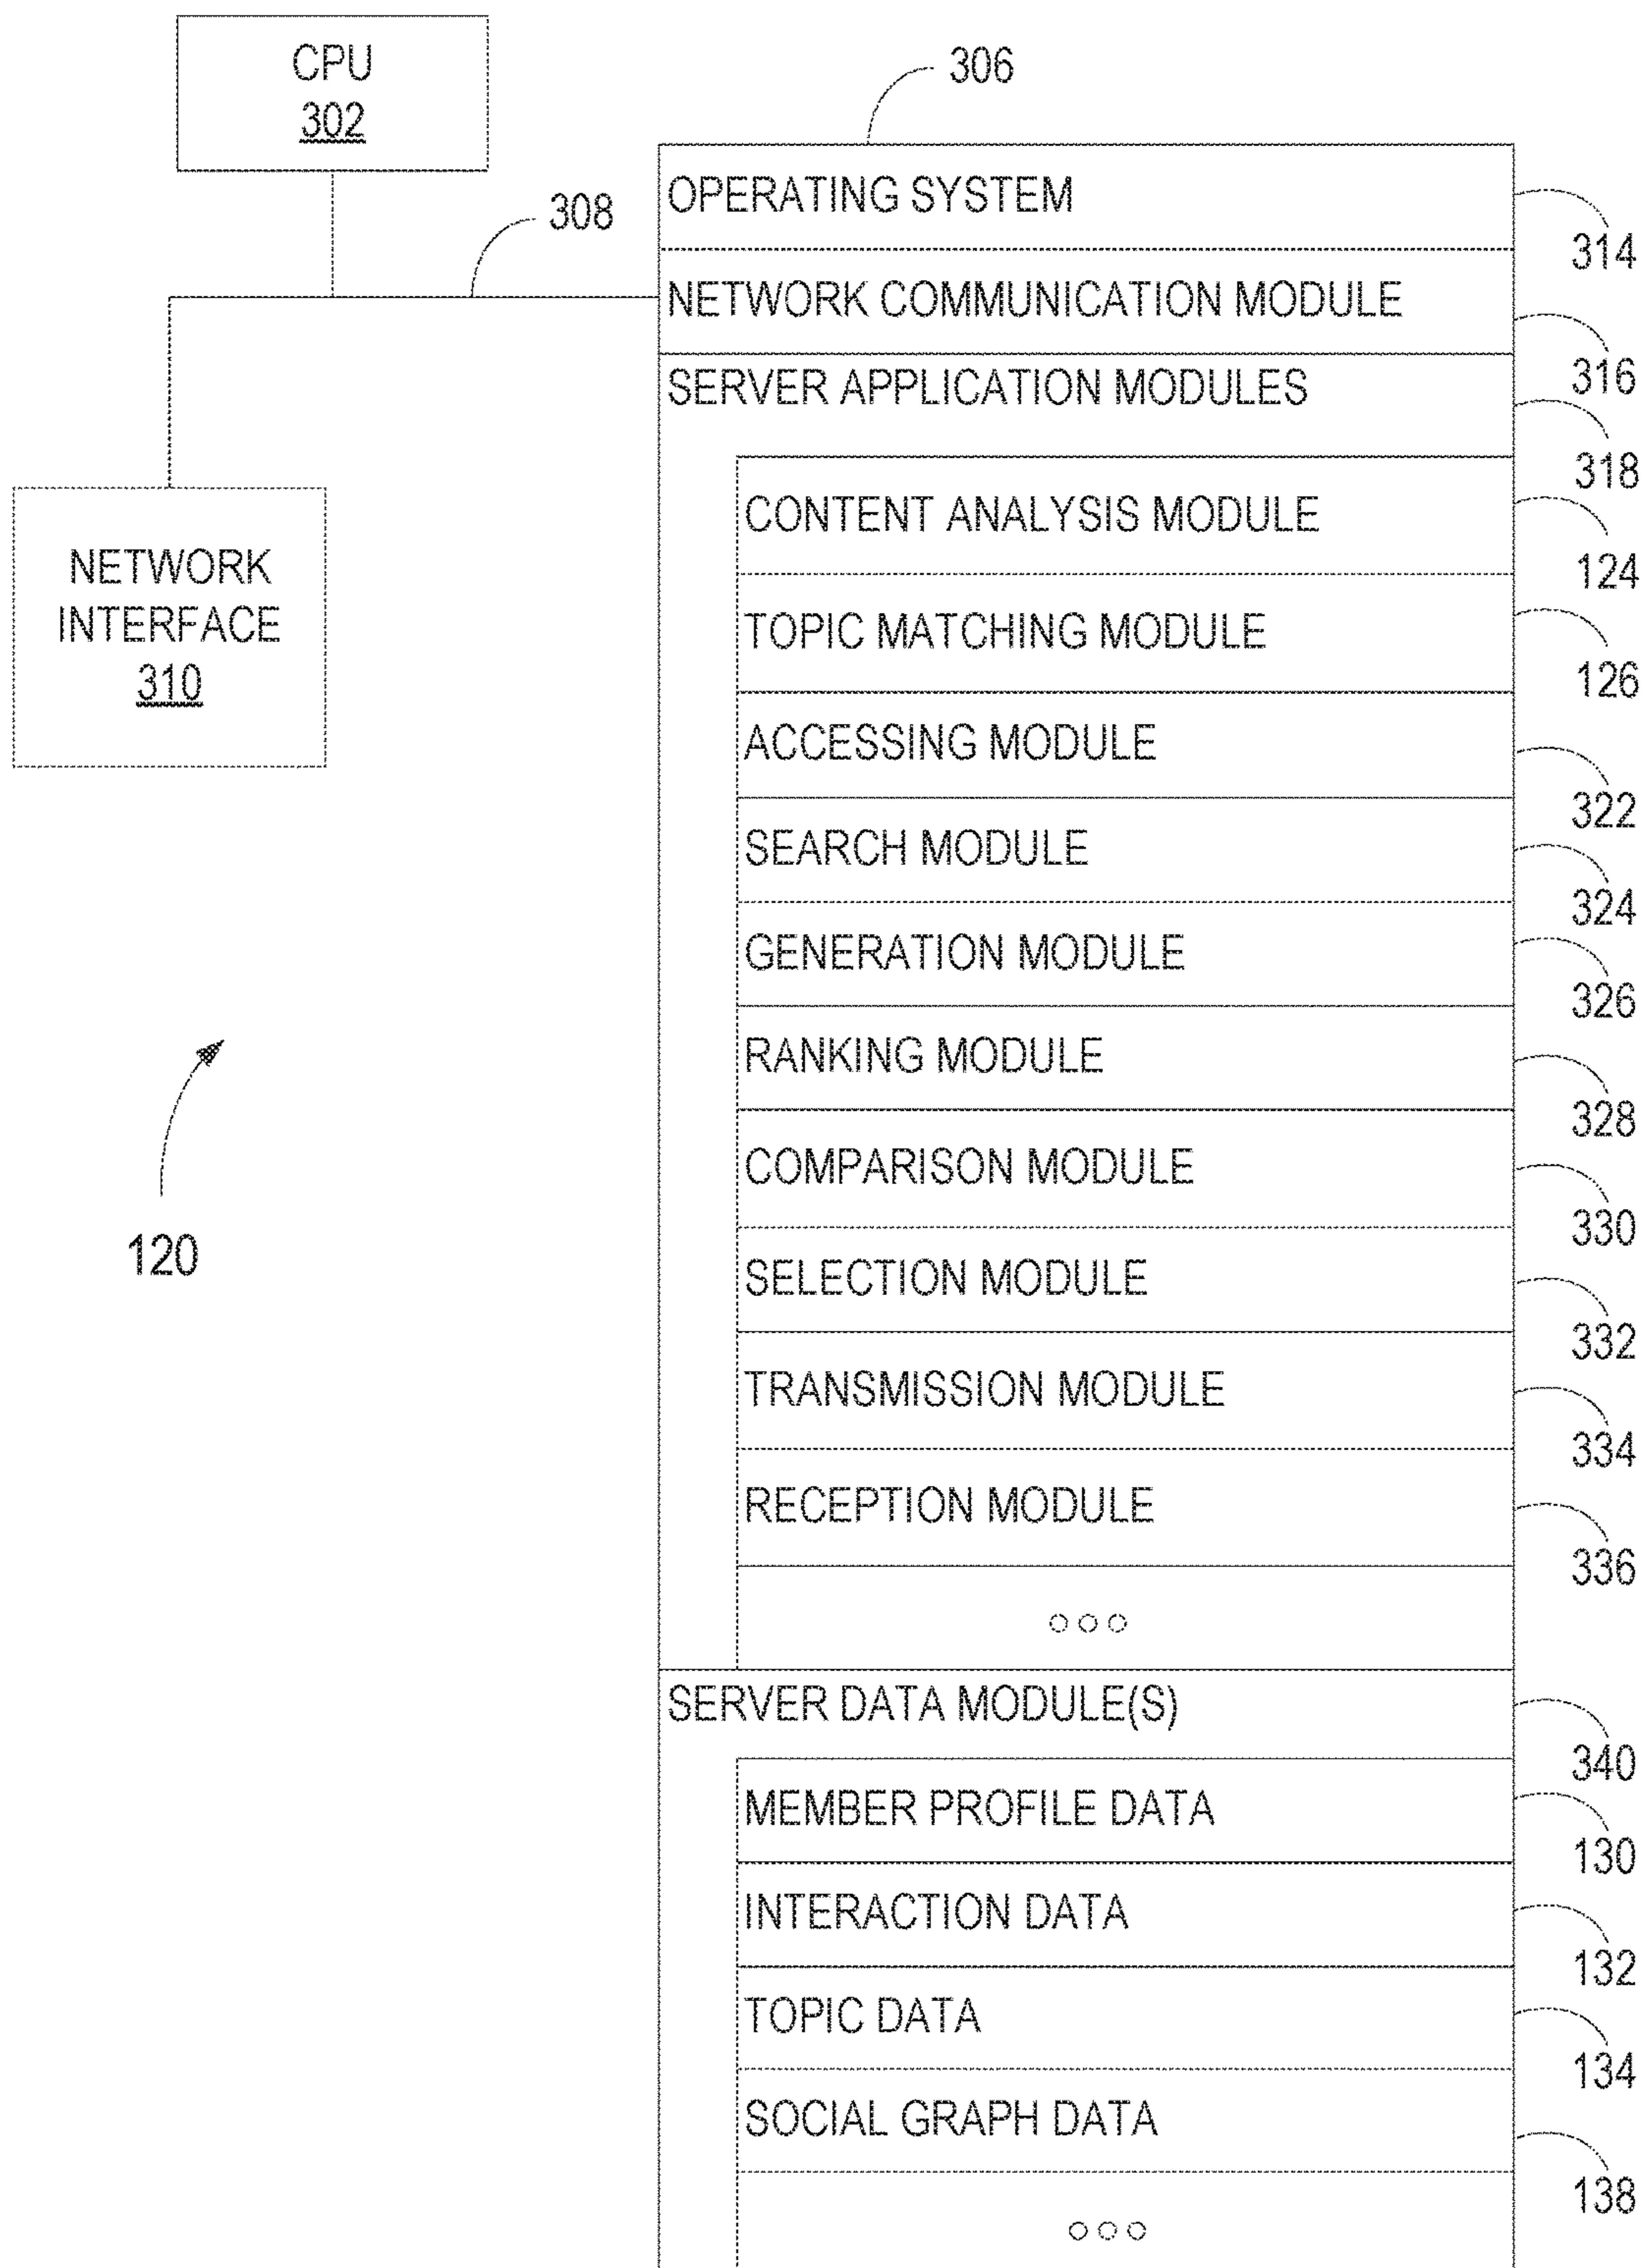 CPU
302
306
308
OPERATING SYSTEM
314
NETWORK COMMUNICATION MODULE
316
SERVER APPLICATION MODULES
318
CONTENT ANALYSIS MODULE
124
NETWORK
INTERFACE
310
TOPIC MATCHING MODULE
126
ACCESSING MODULE
322
SEARCH MODULE
324
GENERATION MODULE
326
RANKING MODULE
328
COMPARISON MODULE
330
120
SELECTION MODULE
332
TRANSMISSION MODULE
334
RECEPTION MODULE
336
SERVER DATA MODULE(S)
340
MEMBER PROFILE DATA
130
INTERACTION DATA
132
TOPIC DATA
134
SOCIAL GRAPH DATA
138